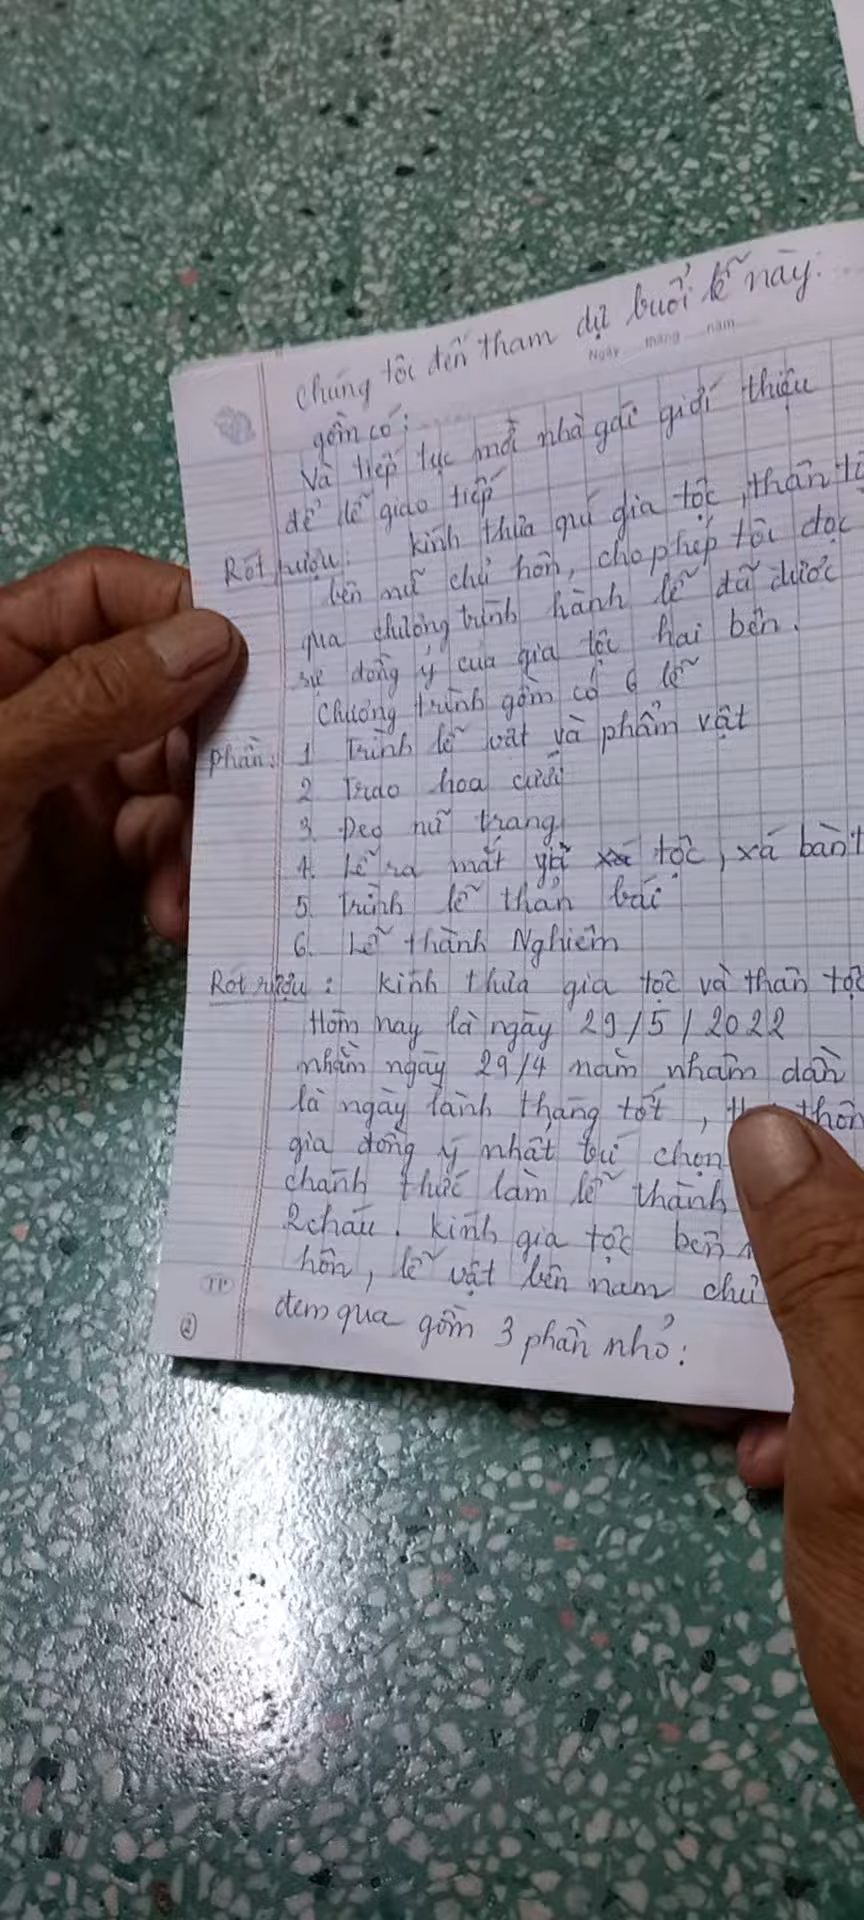 chúng tôi đến tham dự buổi lễ này.
Ngày tháng năm
gồm có:
Và tiếp tục mời nhà gái giới thiệu
để lễ giao tiếp
Rót rượu: kính thưa quí gia tộc, thân
bên nữ chủ hôn, cho phép tôi đọc
qua chương trình hành lễ đã được
sự đồng ý của gia tộc hai bên.
Chương trình gồm có 6 lễ
phần: 1 Trình lễ vật và phẩm vật
2 Trao hoa cưới
3. Đeo nữ trang
4. Lễ ra mắt gia tộc, xá bàn
5. Trình lễ thân bái
6. Lễ thành Nghiêm
Rót rượu: kính thưa gia tộc và thân tộc
Hôm nay là ngày 29/5/2022
nhằm ngày 29/4 năm nhâm dần
là ngày lành tháng tốt,
gia đồng ý nhất trí chọn
chánh thức làm lễ thành
2 cháu. Kính gia tộc bên
hôn, lễ vật bên nam chủ
đem qua gồm 3 phần nhỏ:
2